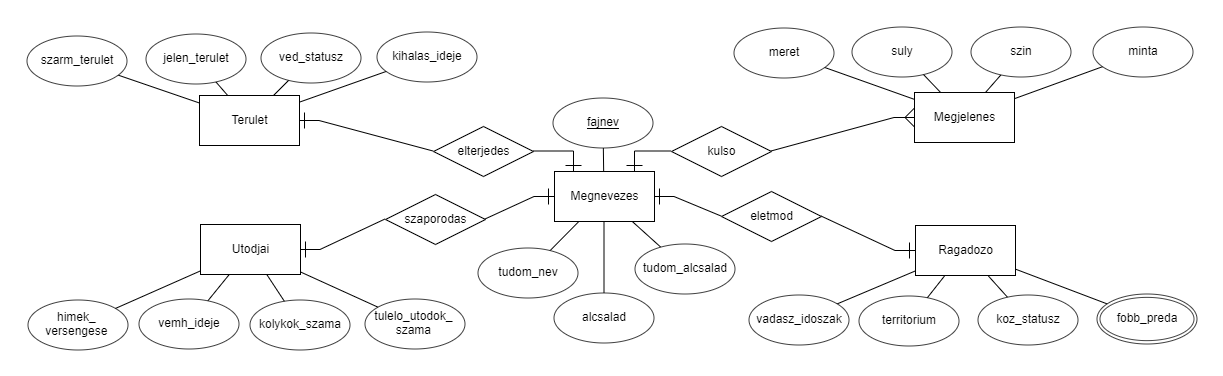 szarm_terulet
jelen_terulet
ved_statusz
kihalas_ideje
meret
suly
szin
minta
Terulet
fajnev
Megjelenes
elterjedes
kulso
Megnevezes
szaporodas
eletmod
Utodjai
Ragadozo
tudom_nev
tudom_alcsalad
alcsalad
himek_
versengese
vemh_ideje
kolykok_szama
tulelo_utodok_
szama
vadasz_idoszak
territorium
koz_statusz
fobb_preda